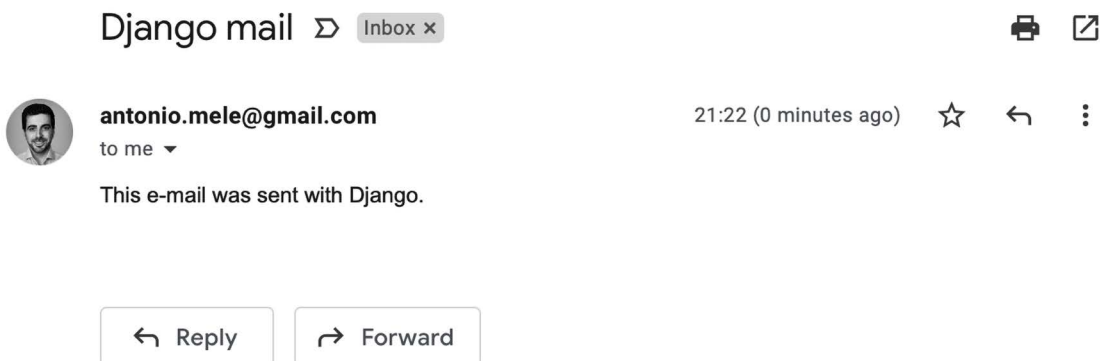 Django mail Inbox ×
antonio.mele@gmail.com 21:22 (0 minutes ago)
to me
This e-mail was sent with Django.
Reply Forward